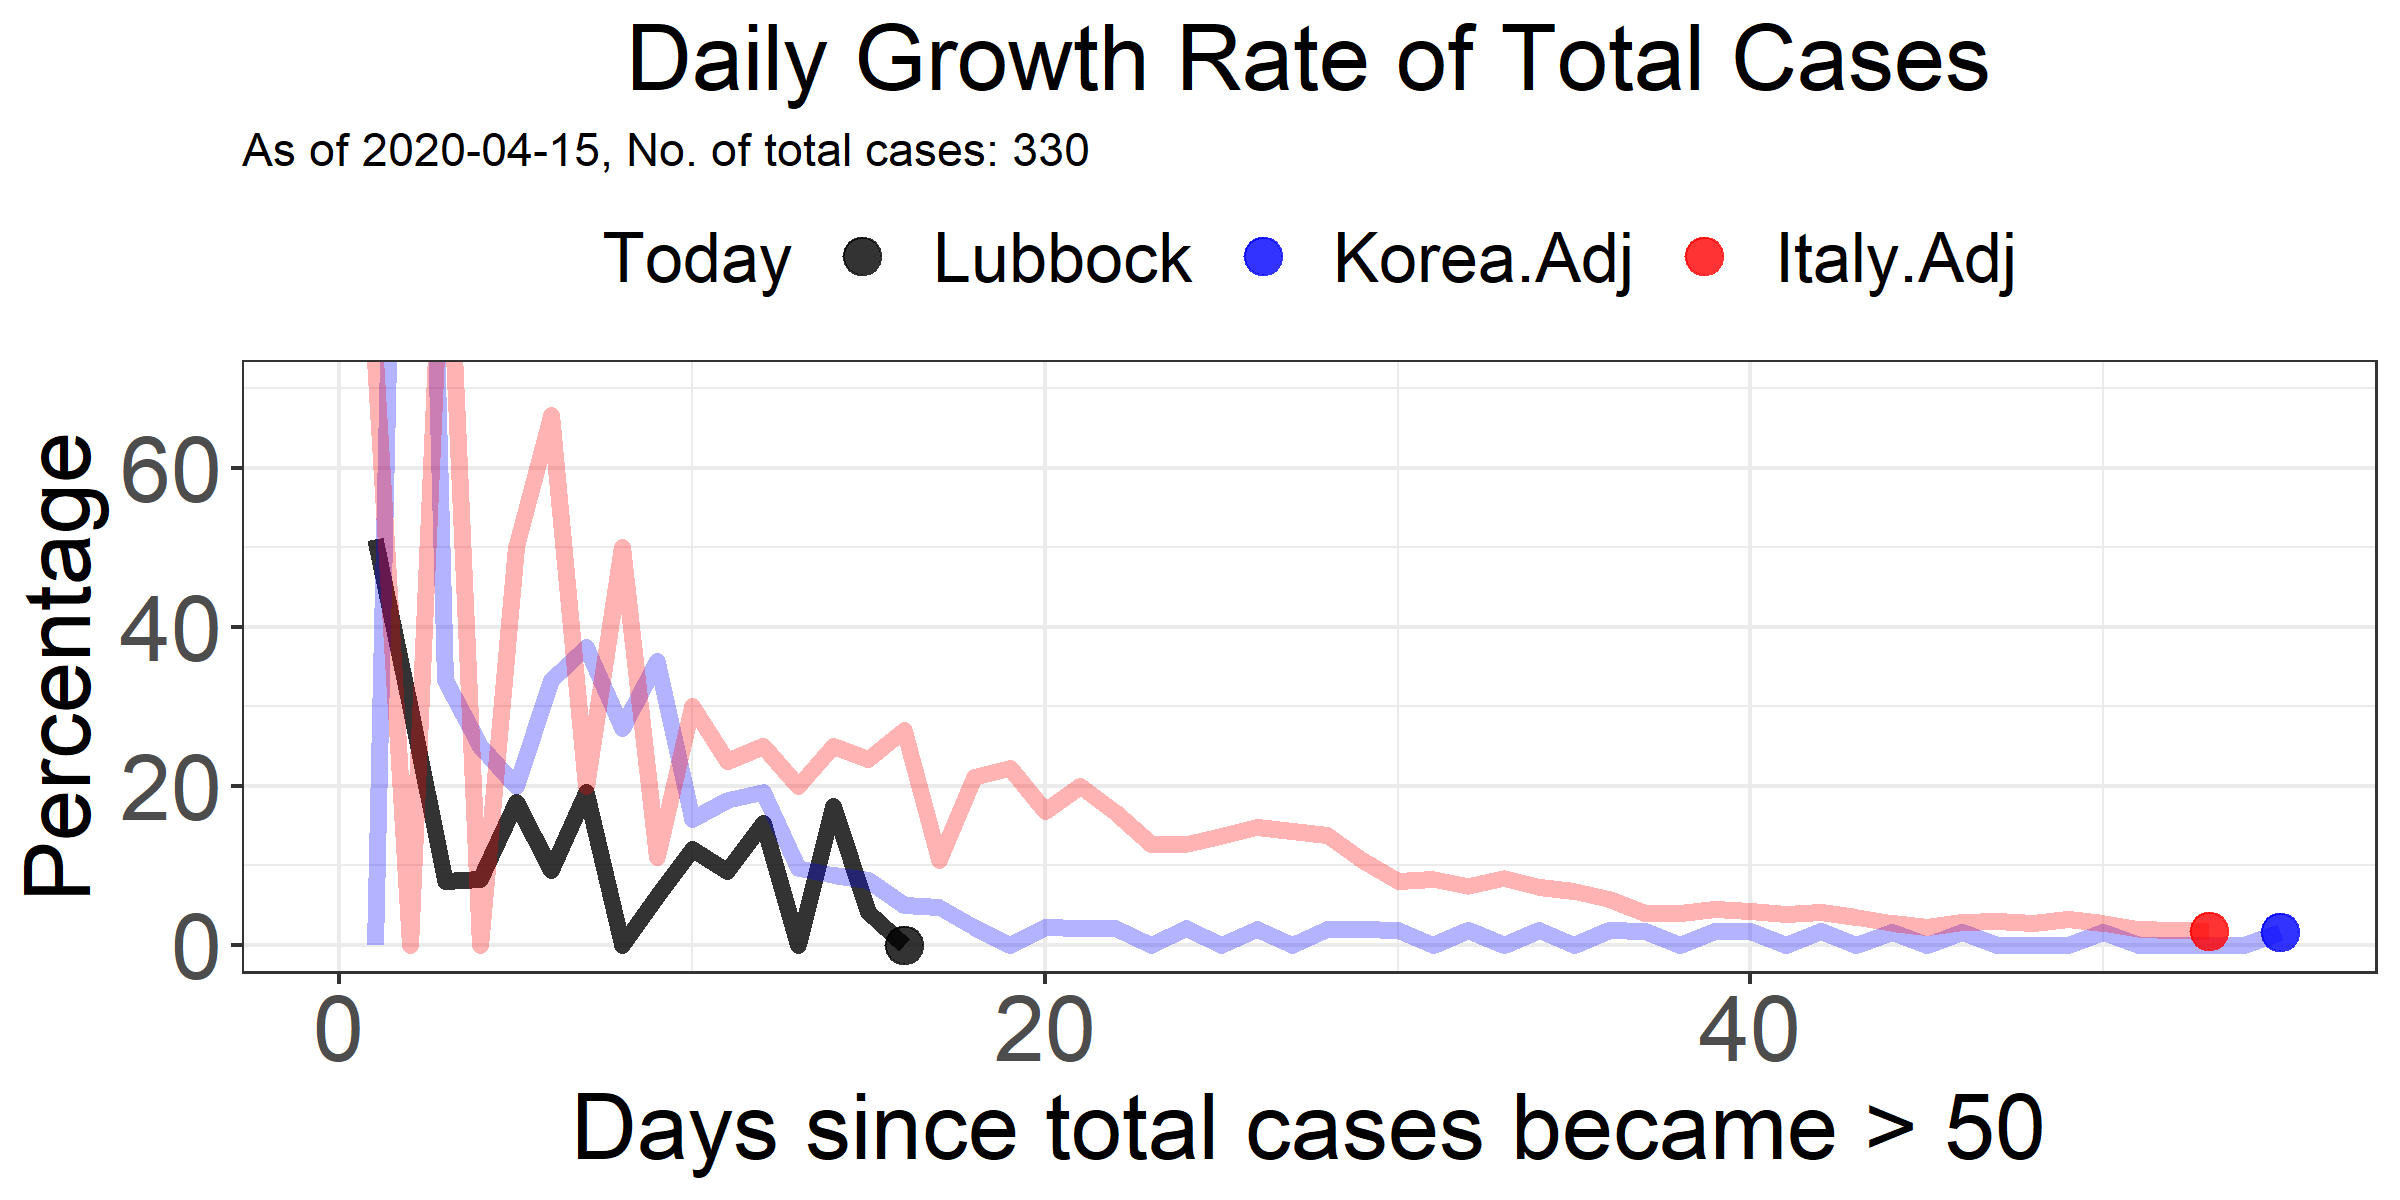 Daily Growth Rate of Total Cases
As of 2020-04-15, No. of total cases: 330
Today Lubbock Korea.Adj Italy.Adj
Percentage
60
40
20
0
0 20 40
Days since total cases became > 50